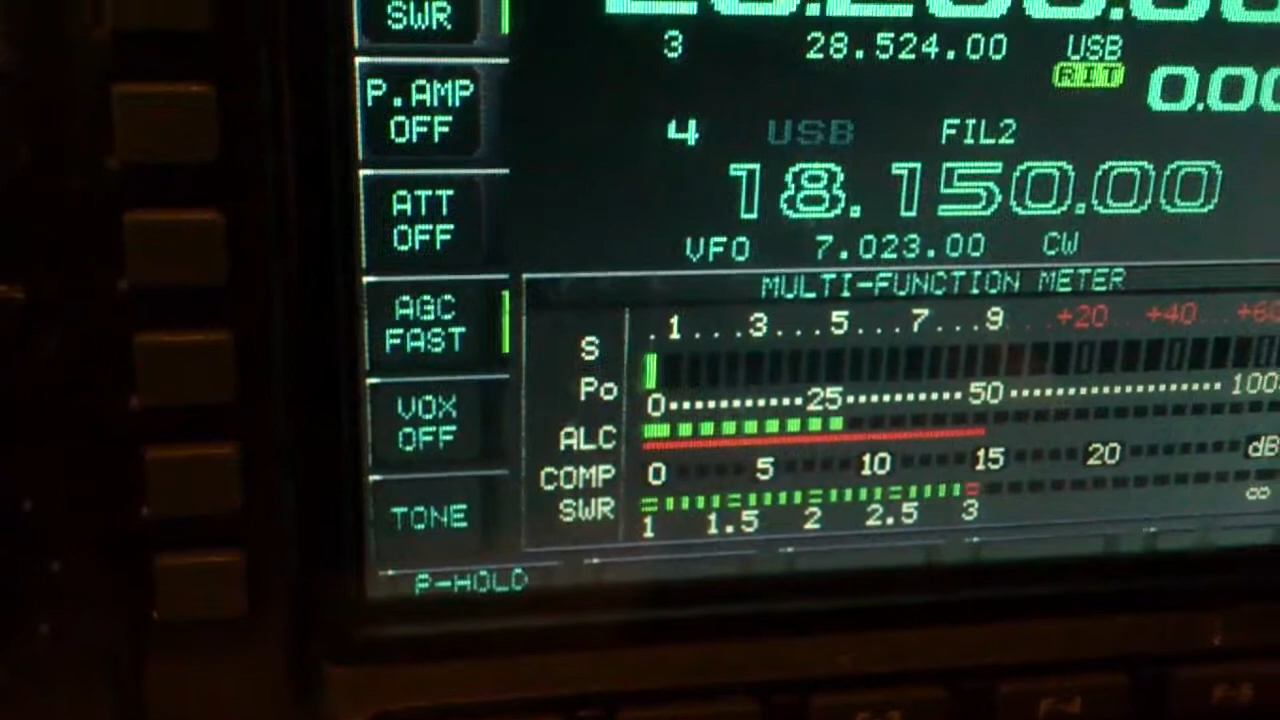 SWR
3 28.524.00 USB
RIT
P.AMP
OFF
0.00
4 USB FIL2
18.150.00
ATT
OFF
VFO 7.023.00 CW
MULTI-FUNCTION METER
AGC
FAST
S .1...3...5...7...9 +20 +40 +60
Po 0 25 50 100%
VOX
OFF
ALC
COMP 0 5 10 15 20 dB
SWR 1 1.5 2 2.5 3 ∞
TONE
P-HOLD
F-4
F-5